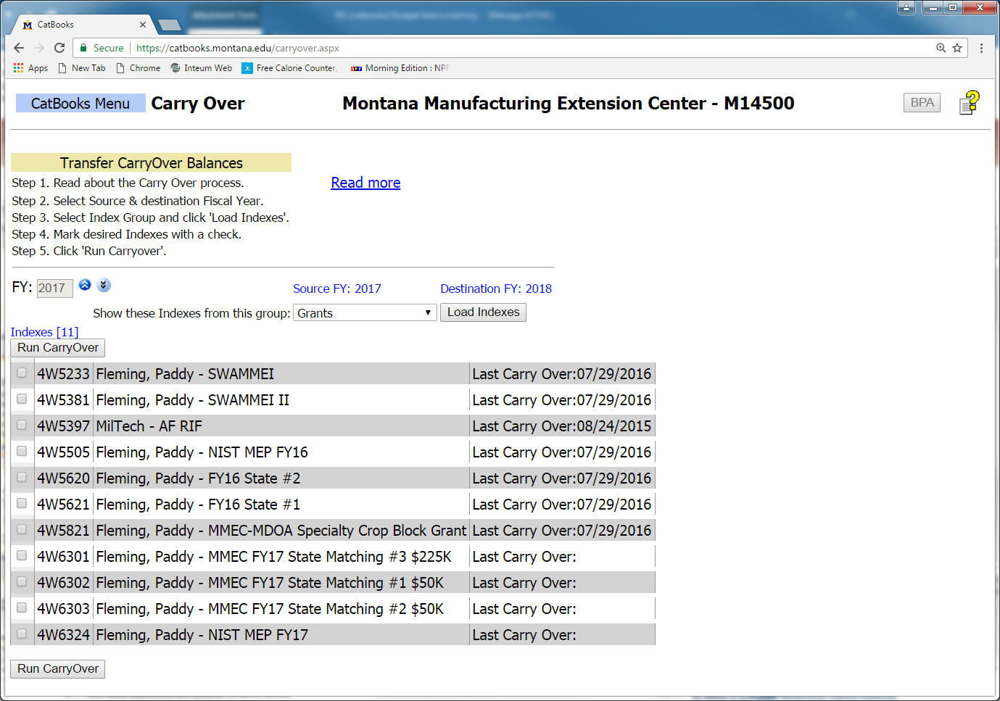 CatBooks
Secure https://catbooks.montana.edu/carryover.aspx
Apps New Tab Chrome Inteum Web Free Calorie Counter, Morning Edition : NPR
CatBooks Menu Carry Over Montana Manufacturing Extension Center - M14500 BPA
Transfer CarryOver Balances
Step 1. Read about the Carry Over process. Read more
Step 2. Select Source & destination Fiscal Year.
Step 3. Select Index Group and click 'Load Indexes'.
Step 4. Mark desired Indexes with a check.
Step 5. Click 'Run Carryover'.
FY: 2017 Source FY: 2017 Destination FY: 2018
Show these Indexes from this group: Grants Load Indexes
Indexes [11]
Run CarryOver
4W5233 Fleming, Paddy - SWAMMEI Last Carry Over:07/29/2016
4W5381 Fleming, Paddy - SWAMMEI II Last Carry Over:07/29/2016
4W5397 MilTech - AF RIF Last Carry Over:08/24/2015
4W5505 Fleming, Paddy - NIST MEP FY16 Last Carry Over:07/29/2016
4W5620 Fleming, Paddy - FY16 State #2 Last Carry Over:07/29/2016
4W5621 Fleming, Paddy - FY16 State #1 Last Carry Over:07/29/2016
4W5821 Fleming, Paddy - MMEC-MDOA Specialty Crop Block Grant Last Carry Over:07/29/2016
4W6301 Fleming, Paddy - MMEC FY17 State Matching #3 $225K Last Carry Over:
4W6302 Fleming, Paddy - MMEC FY17 State Matching #1 $50K Last Carry Over:
4W6303 Fleming, Paddy - MMEC FY17 State Matching #2 $50K Last Carry Over:
4W6324 Fleming, Paddy - NIST MEP FY17 Last Carry Over:
Run CarryOver